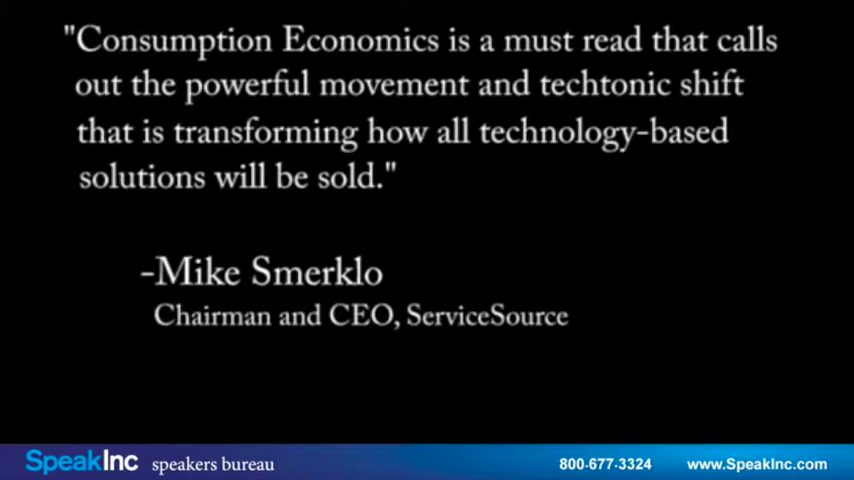 "Consumption Economics is a must read that calls
out the powerful movement and techtonic shift
that is transforming how all technology-based
solutions will be sold."
-Mike Smerklo
Chairman and CEO, ServiceSource
SpeakInc speakers bureau 800-677-3324 www.SpeakInc.com